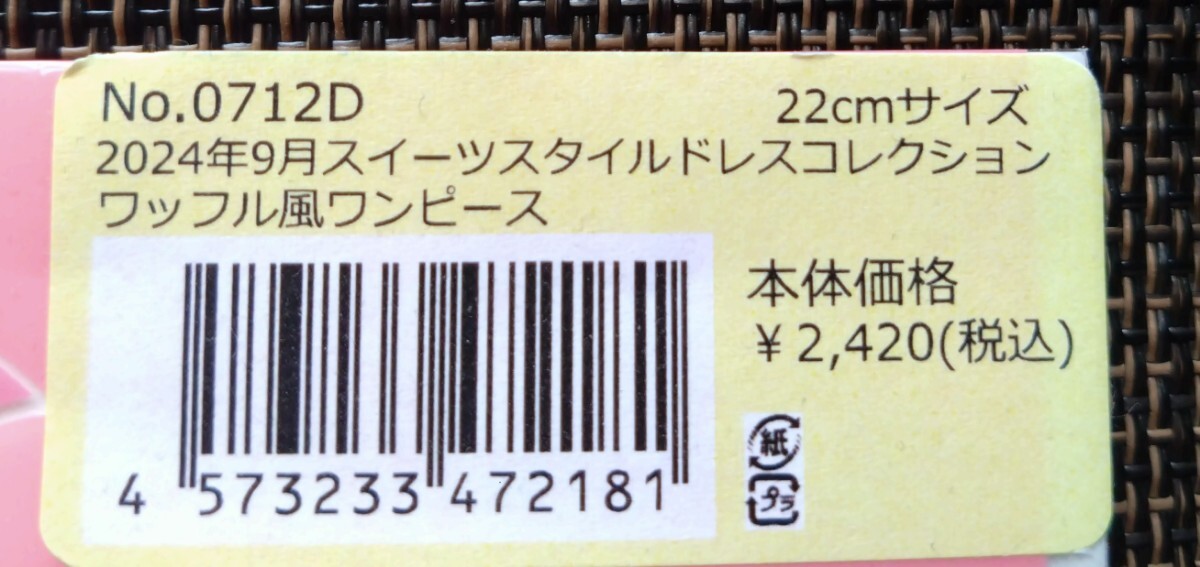 No.0712D 22cmサイズ
2024年9月スイーツスタイルドレスコレクション
ワッフル風ワンピース
本体価格
¥2,420(税込)
紙
プラ
4 573233 472181